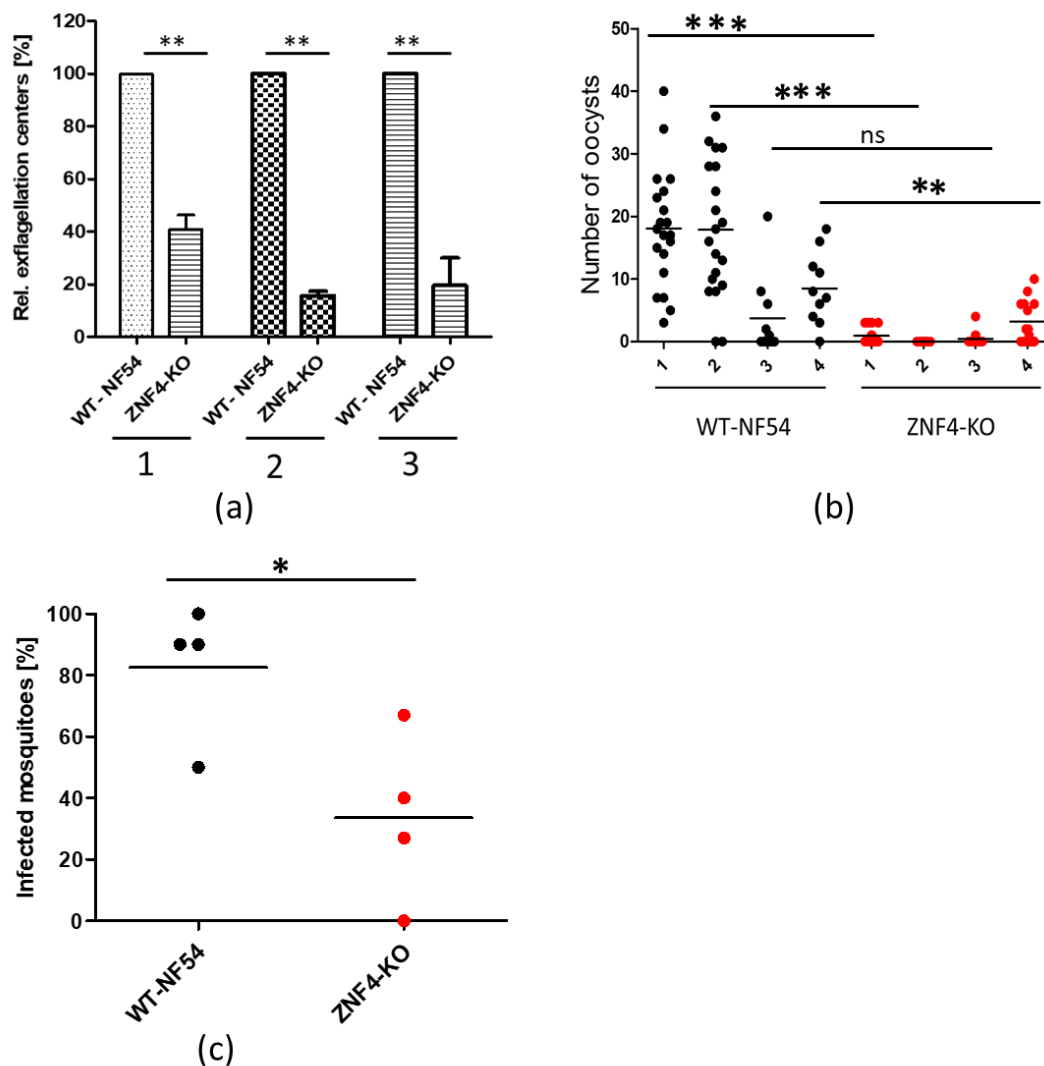 Rel. exflagellation centers [%]
120
100
80
60
40
20
0
** ** **
WT- NF54
ZNF4-KO
WT- NF54
ZNF4-KO
WT- NF54
ZNF4-KO
1 2 3
(a)
Number of oocysts
50
40
30
20
10
0
***
***
ns
**
1 2 3 4 1 2 3 4
WT-NF54 ZNF4-KO
(b)
Infected mosquitoes [%]
100
80
60
40
20
0
*
WT-NF54
ZNF4-KO
(c)